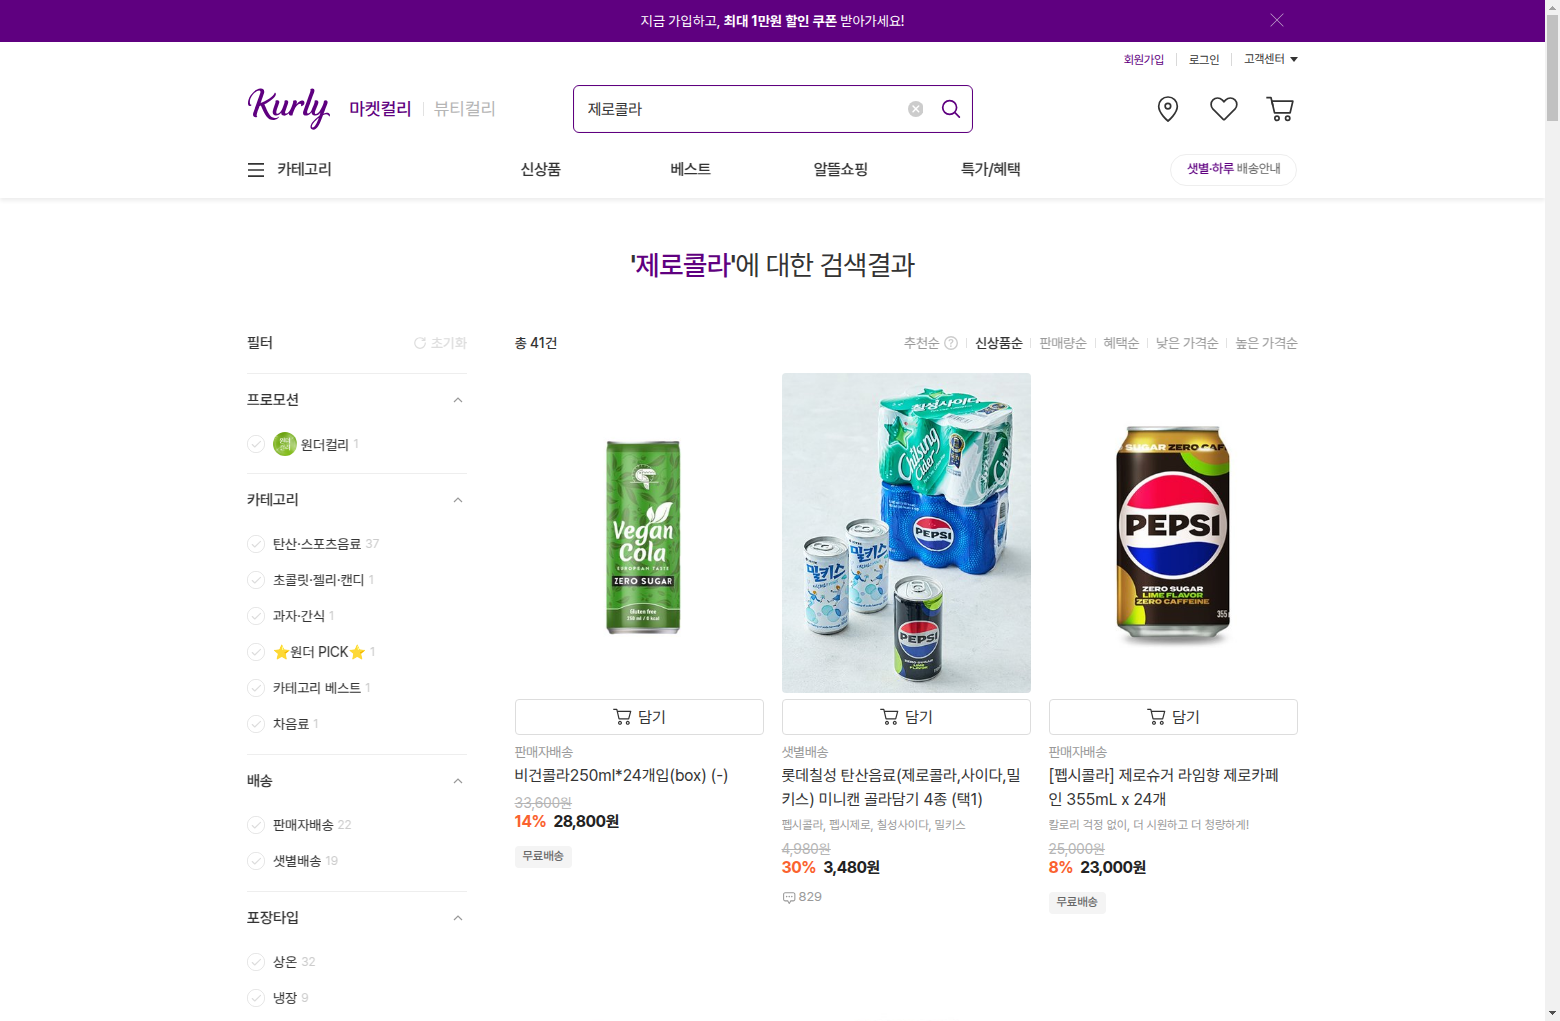 지금 가입하고, 최대 1만원 할인 쿠폰 받아가세요!
회원가입
로그인
고객센터
Kurly
마켓컬리
뷰티컬리
제로콜라
카테고리
신상품
베스트
알뜰쇼핑
특가/혜택
샛별·하루 배송안내
'제로콜라'에 대한 검색결과
필터
초기화
총 41건
추천순
신상품순
판매량순
혜택순
낮은 가격순
높은 가격순
프로모션
원더컬리 1
카테고리
탄산·스포츠음료 37
초콜릿·젤리·캔디 1
과자·간식 1
⭐원더 PICK⭐ 1
카테고리 베스트 1
차음료 1
배송
판매자배송 22
샛별배송 19
포장타입
상온 32
냉장 9
Vegan
Cola
EUROPEAN TASTE
ZERO SUGAR
Gluten free
담기
판매자배송
비건콜라250ml*24개입(box) (-)
33,600원
14% 28,800원
무료배송
칠성사이다
Chilsung
Cider
PEPSI
밀키스
밀키스
PEPSI
담기
샛별배송
롯데칠성 탄산음료(제로콜라,사이다,밀
키스) 미니캔 골라담기 4종 (택1)
펩시콜라, 펩시제로, 칠성사이다, 밀키스
4,980원
30% 3,480원
829
SUGAR ZERO CAF
PEPSI
ZERO SUGAR
LIME FLAVOR
ZERO CAFFEINE
355m
담기
판매자배송
[펩시콜라] 제로슈거 라임향 제로카페
인 355mL x 24개
칼로리 걱정 없이, 더 시원하고 더 청량하게!
25,000원
8% 23,000원
무료배송